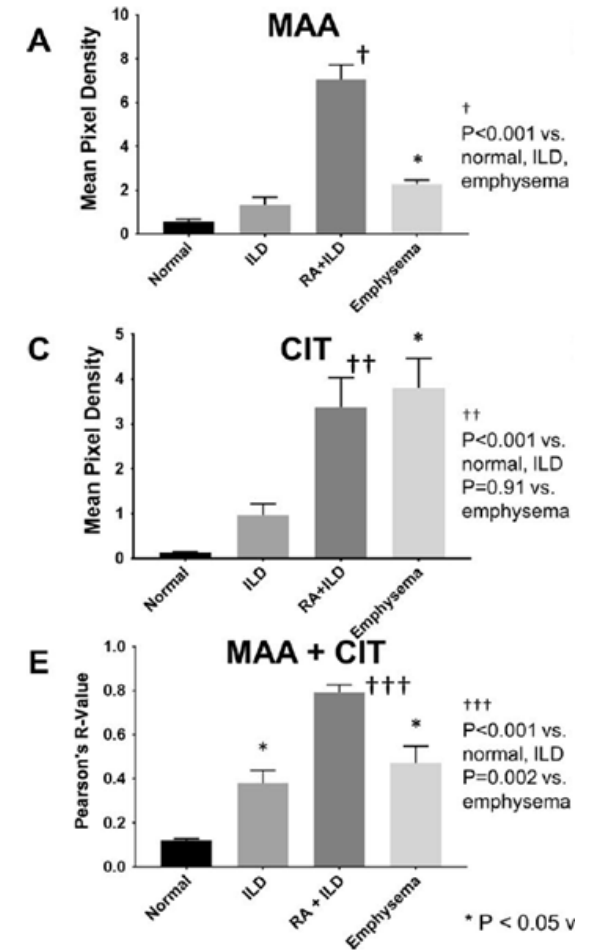 A
MAA
Mean Pixel Density
10
8
6
4
2
0
†
*
†
P<0.001 vs.
normal, ILD,
emphysema
Normal
ILD
RA+ILD
Emphysema
C
CIT
Mean Pixel Density
5
4
3
2
1
0
††
*
††
P<0.001 vs.
normal, ILD
P=0.91 vs.
emphysema
Normal
ILD
RA+ILD
Emphysema
E
MAA + CIT
Pearson's R-Value
1.0
0.8
0.6
0.4
0.2
0.0
*
†††
*
†††
P<0.001 vs.
normal, ILD
P=0.002 vs.
emphysema
Normal
ILD
RA + ILD
Emphysema
* P < 0.05 v